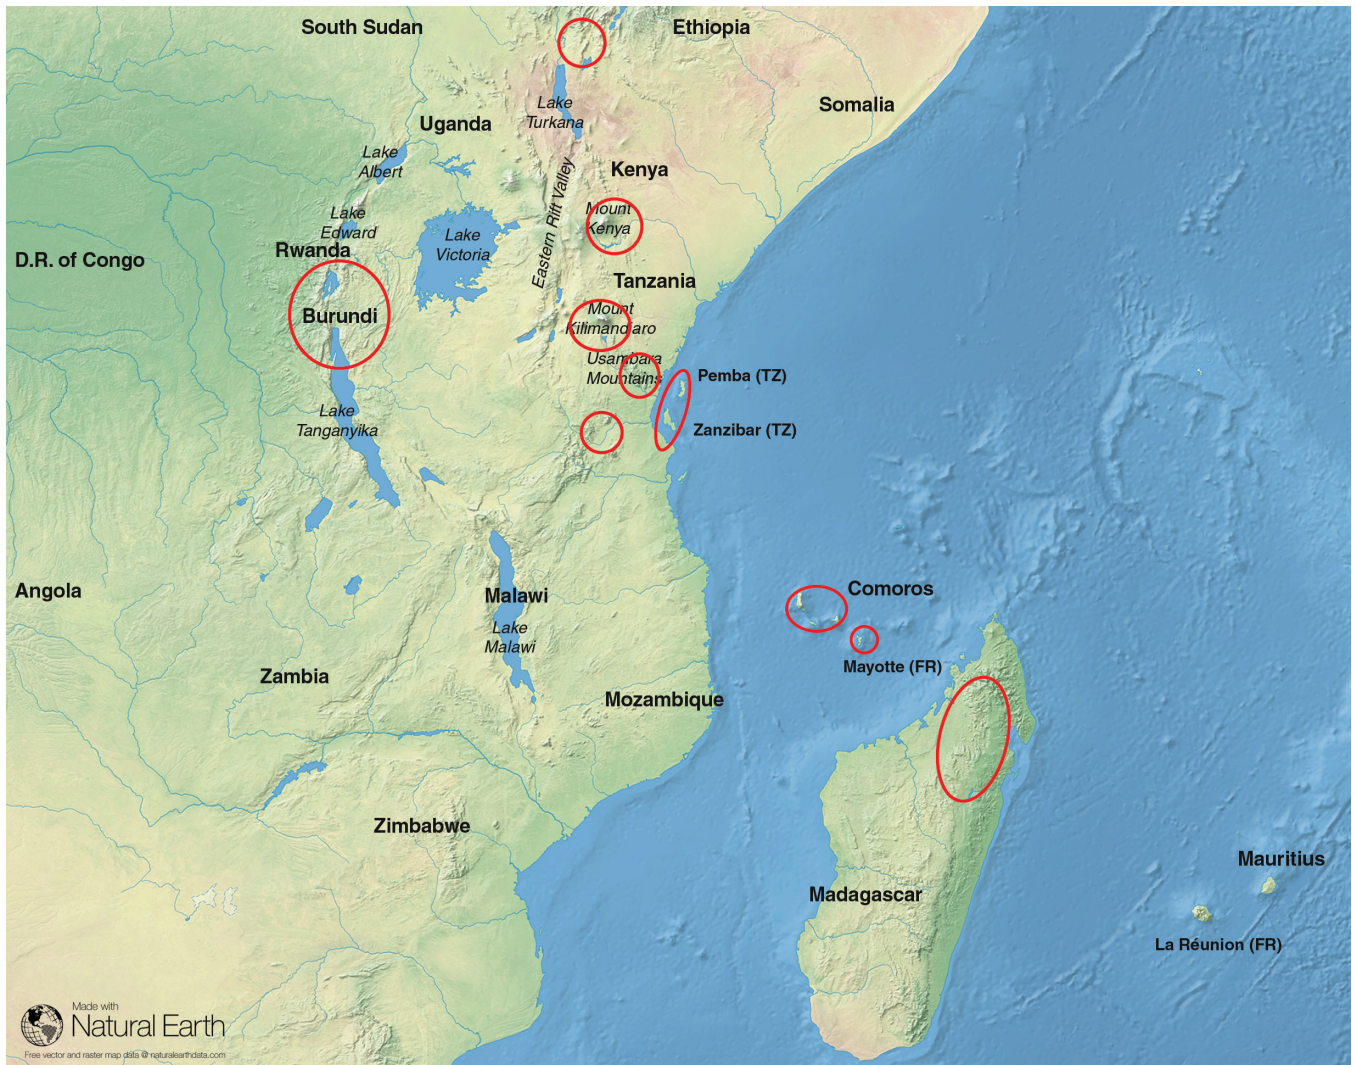 South Sudan
Ethiopia
Lake
Turkana
Somalia
Uganda
Lake
Albert
Kenya
Eastern Rift Valley
Mount
Kenya
Lake
Edward
Lake
Victoria
Rwanda
D.R. of Congo
Tanzania
Burundi
Mount
Kilimandjaro
Usambara
Mountains
Pemba (TZ)
Lake
Tanganyika
Zanzibar (TZ)
Angola
Malawi
Comoros
Lake
Malawi
Mayotte (FR)
Zambia
Mozambique
Zimbabwe
Mauritius
Madagascar
La Réunion (FR)
Made with
Natural Earth
Free vector and raster map data @ naturalearthdata.com